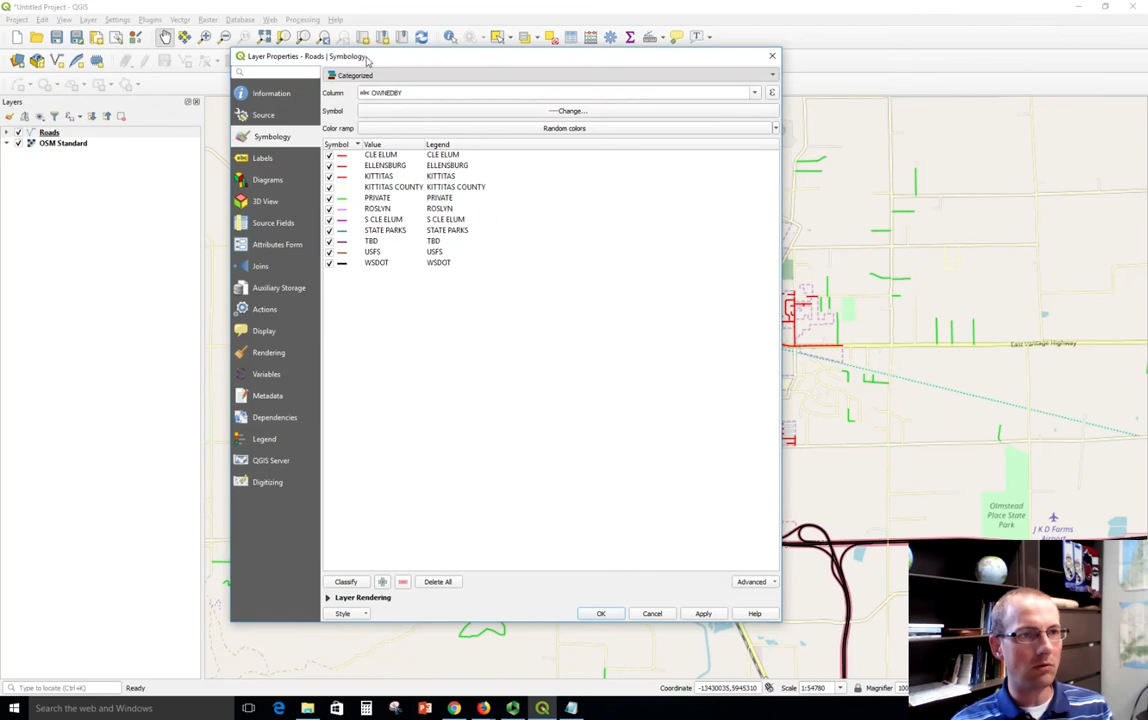 *Untitled Project - QGIS
Project Edit View Layer Settings Plugins Vector Raster Database Web Processing Help
Layer Properties - Roads | Symbology
Layers
Roads
OSM Standard
Information
Source
Symbology
Labels
Diagrams
3D View
Source Fields
Attributes Form
Joins
Auxiliary Storage
Actions
Display
Rendering
Variables
Metadata
Dependencies
Legend
QGIS Server
Digitizing
Categorized
Column abc OWNEDBY
Symbol Change...
Color ramp Random colors
Symbol Value Legend
CLE ELUM CLE ELUM
ELLENSBURG ELLENSBURG
KITTITAS KITTITAS
KITTITAS COUNTY KITTITAS COUNTY
PRIVATE PRIVATE
ROSLYN ROSLYN
S CLE ELUM S CLE ELUM
STATE PARKS STATE PARKS
TBD TBD
USFS USFS
WSDOT WSDOT
Classify Delete All Advanced
Layer Rendering
Style OK Cancel Apply Help
East Vantage Highway
Olmstead
Place State
Park
J K D Farms
Airport
Type to locate (Ctrl+K) Ready Coordinate -13430035,5945310 Scale 1:54780 Magnifier 100
Search the web and Windows